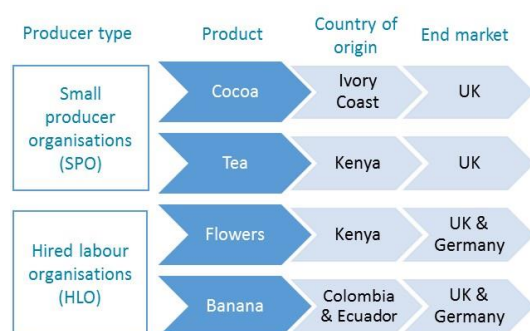 Producer type
Product
Country of
origin
End market
Small
producer
organisations
(SPO)
Cocoa
Ivory
Coast
UK
Tea
Kenya
UK
Hired labour
organisations
(HLO)
Flowers
Kenya
UK &
Germany
Banana
Colombia
& Ecuador
UK &
Germany